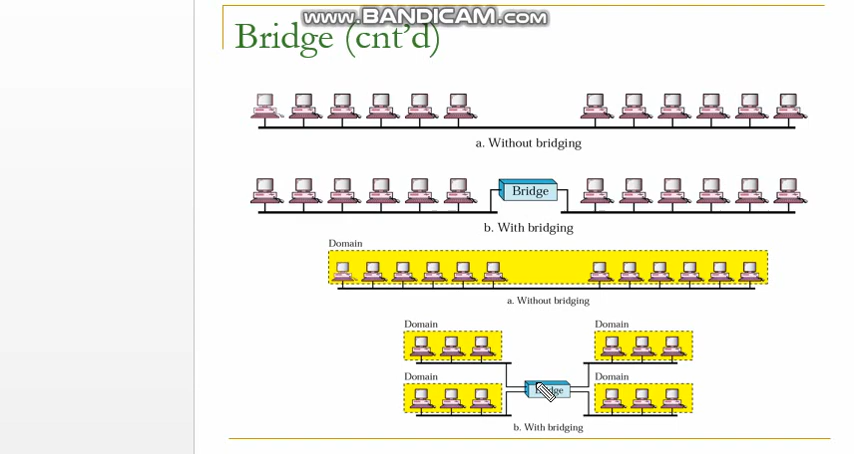 www.BANDICAM.com
Bridge (cnt'd)
a. Without bridging
Bridge
b. With bridging
Domain
a. Without bridging
Domain
Domain
Domain
Domain
b. With bridging